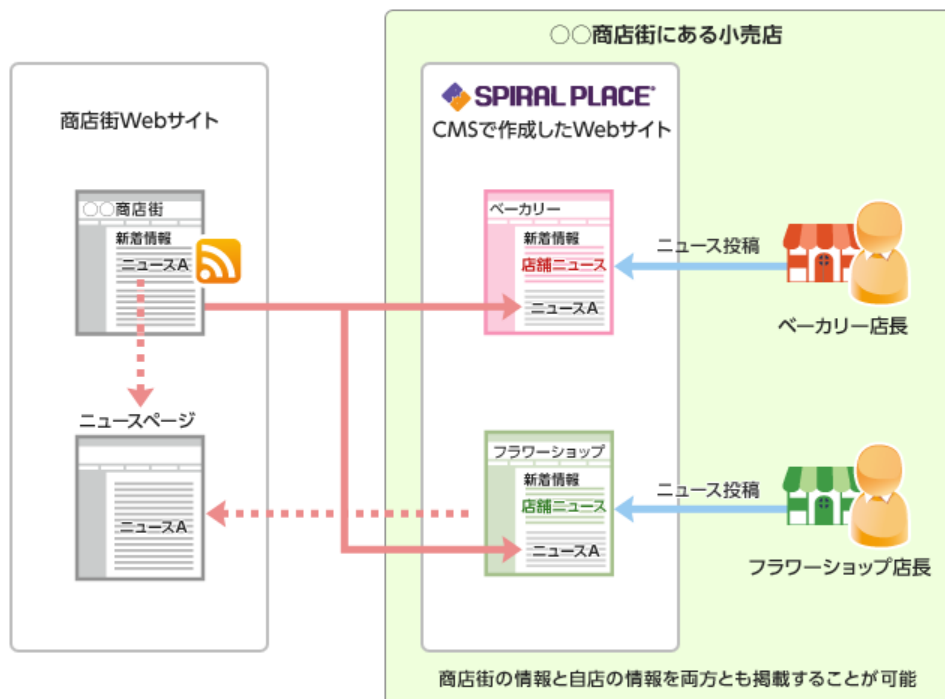 ○○商店街にある小売店
商店街Webサイト
SPIRAL PLACE
CMSで作成したWebサイト
○○商店街
新着情報
ニュースA
ベーカリー
新着情報
店舗ニュース
ニュースA
ニュース投稿
ベーカリー店長
ニュースページ
ニュースA
フラワーショップ
新着情報
店舗ニュース
ニュースA
ニュース投稿
フラワーショップ店長
商店街の情報と自店の情報を両方とも掲載することが可能